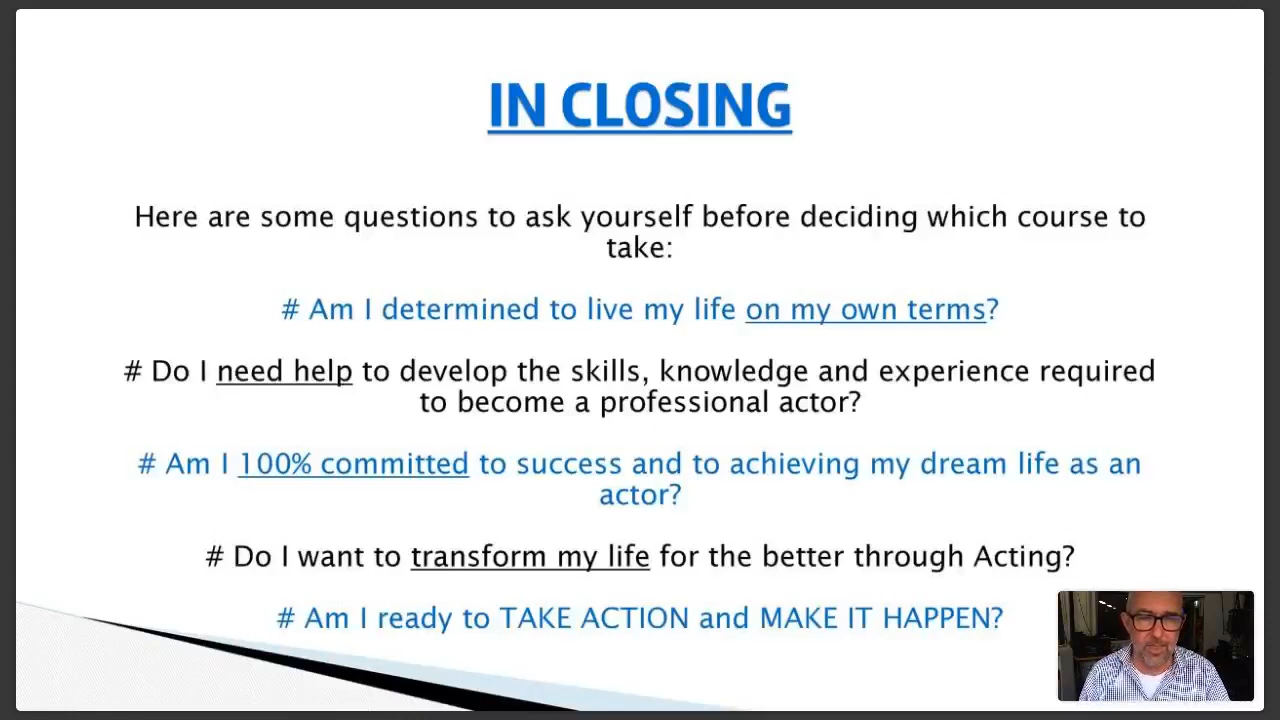 IN CLOSING
Here are some questions to ask yourself before deciding which course to
take:
# Am I determined to live my life on my own terms?
# Do I need help to develop the skills, knowledge and experience required
to become a professional actor?
# Am I 100% committed to success and to achieving my dream life as an
actor?
# Do I want to transform my life for the better through Acting?
# Am I ready to TAKE ACTION and MAKE IT HAPPEN?